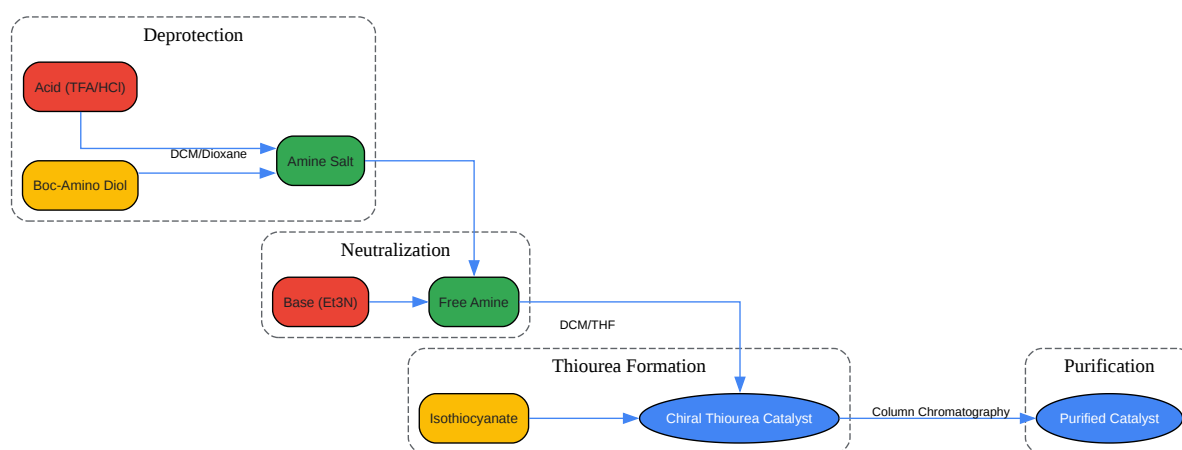 Deprotection
Acid (TFA/HCl)
DCM/Dioxane
Amine Salt
Boc-Amino Diol
Neutralization
Base (Et3N)
Free Amine
DCM/THF
Thiourea Formation
Purification
Isothiocyanate
Chiral Thiourea Catalyst
Column Chromatography
Purified Catalyst